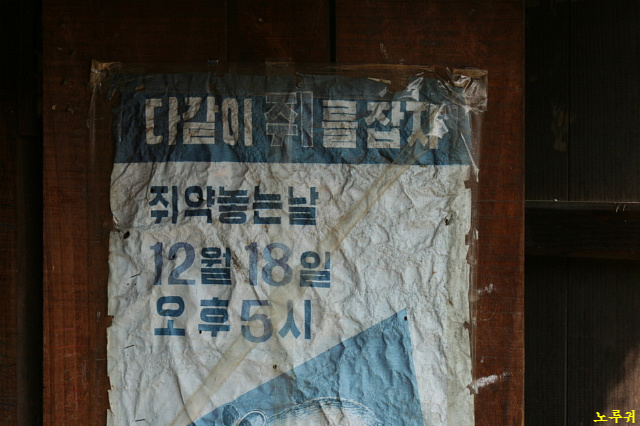 다같이 쥐를 잡자
쥐약놓는날
12월 18일
오후 5시
노루귀